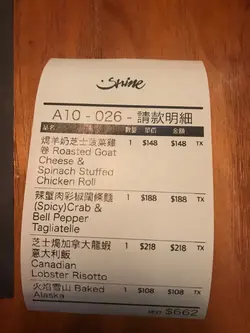 Shine
A10 - 026 - 請款明細
品名 數量 單價 金額
焗羊奶芝士菠菜雞 1 $148 $148 TX
卷 Roasted Goat
Cheese &
Spinach Stuffed
Chicken Roll
辣蟹肉彩椒闊條麵 1 $188 $188 TX
(Spicy)Crab &
Bell Pepper
Tagliatelle
芝士焗加拿大龍蝦 1 $218 $218 TX
意大利飯
Canadian
Lobster Risotto
火焰雪山 Baked 1 $108 $108 TX
Alaska
$662